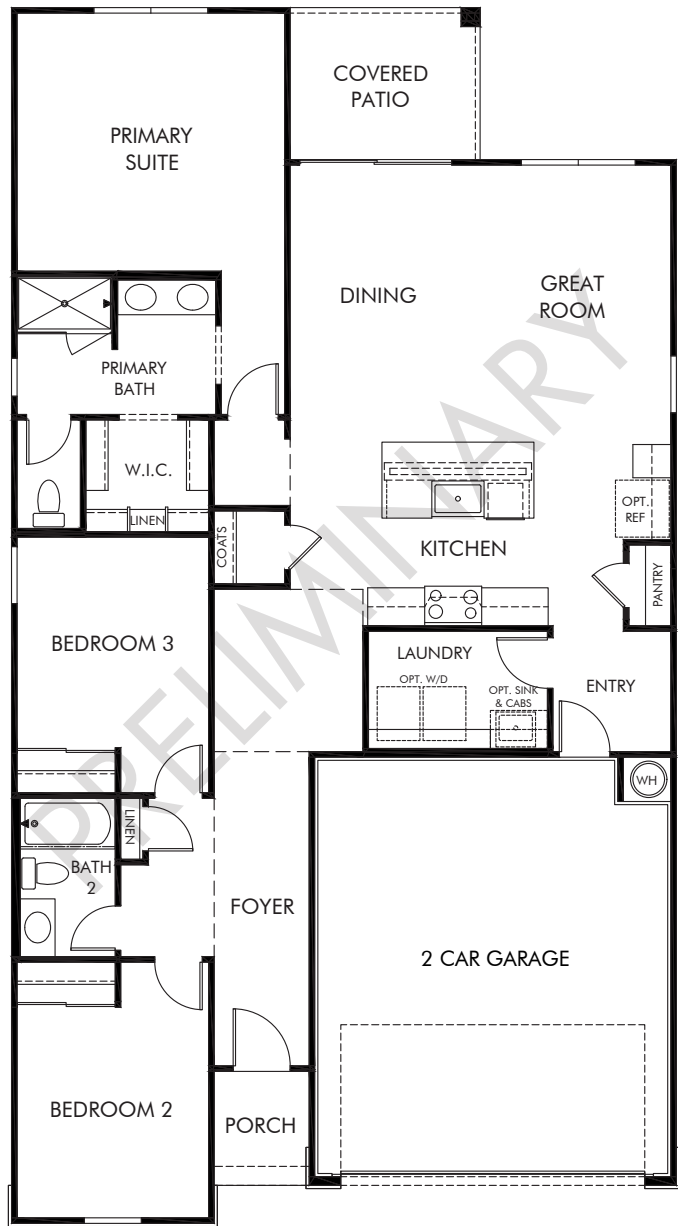 COVERED
PATIO
PRIMARY
SUITE
DINING
GREAT
ROOM
PRIMARY
BATH
W.I.C.
LINEN
OPT.
REF
COATS
KITCHEN
PANTRY
BEDROOM 3
LAUNDRY
OPT. W/D
OPT. SINK
& CABS
ENTRY
WH
LINEN
BATH
2
FOYER
2 CAR GARAGE
BEDROOM 2
PORCH
PRELIMINARY